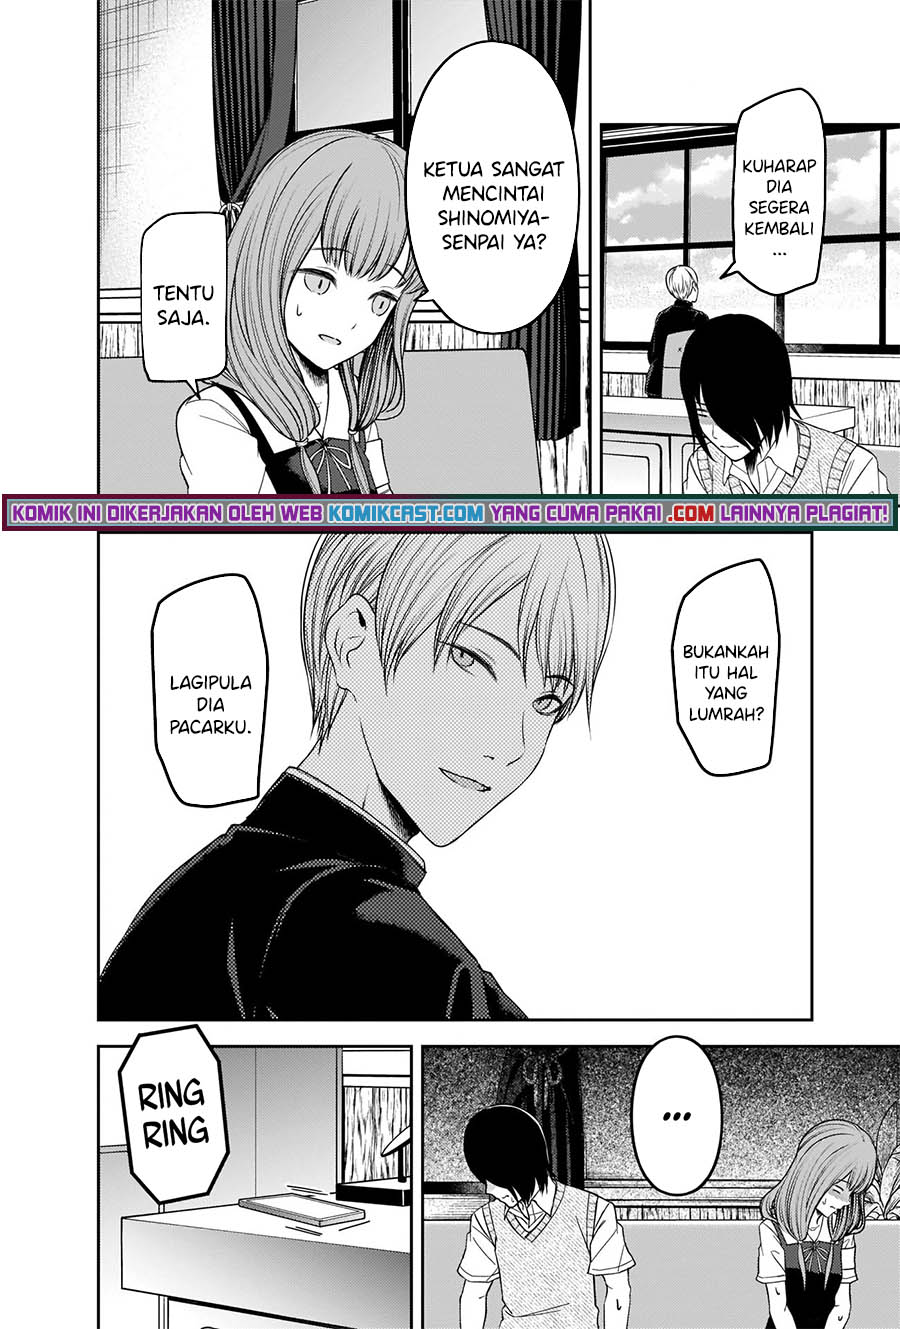 KUHARAP
DIA
SEGERA
KEMBALI
...
KETUA SANGAT
MENCINTAI
SHINOMIYA-
SENPAI YA?
TENTU
SAJA.
KOMIK INI DIKERJAKAN OLEH WEB KOMIKCAST.COM YANG CUMA PAKAI .COM LAINNYA PLAGIAT!
BUKANKAH
ITU HAL
YANG
LUMRAH?
LAGIPULA
DIA
PACARKU.
...
RING
RING